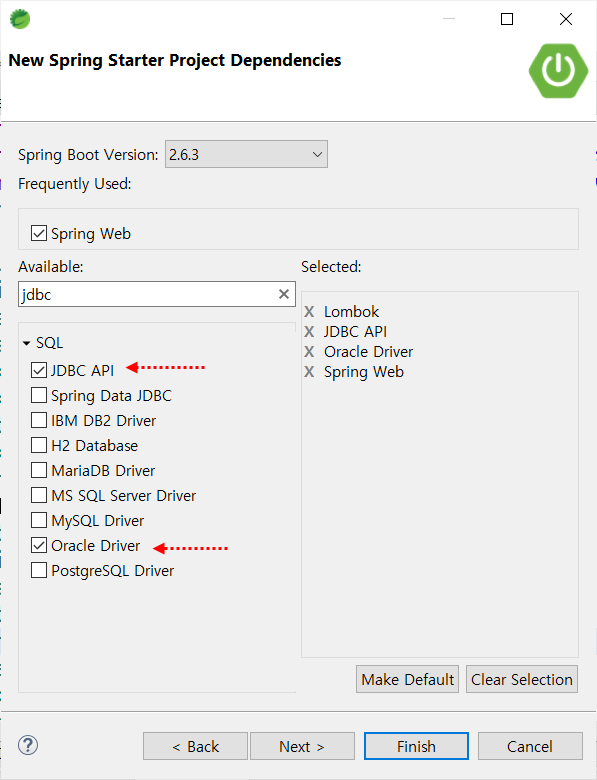 New Spring Starter Project Dependencies
Spring Boot Version: 2.6.3
Frequently Used:
Spring Web
Available:
jdbc
SQL
JDBC API
Spring Data JDBC
IBM DB2 Driver
H2 Database
MariaDB Driver
MS SQL Server Driver
MySQL Driver
Oracle Driver
PostgreSQL Driver
Selected:
X Lombok
X JDBC API
X Oracle Driver
X Spring Web
Make Default Clear Selection
? < Back Next > Finish Cancel